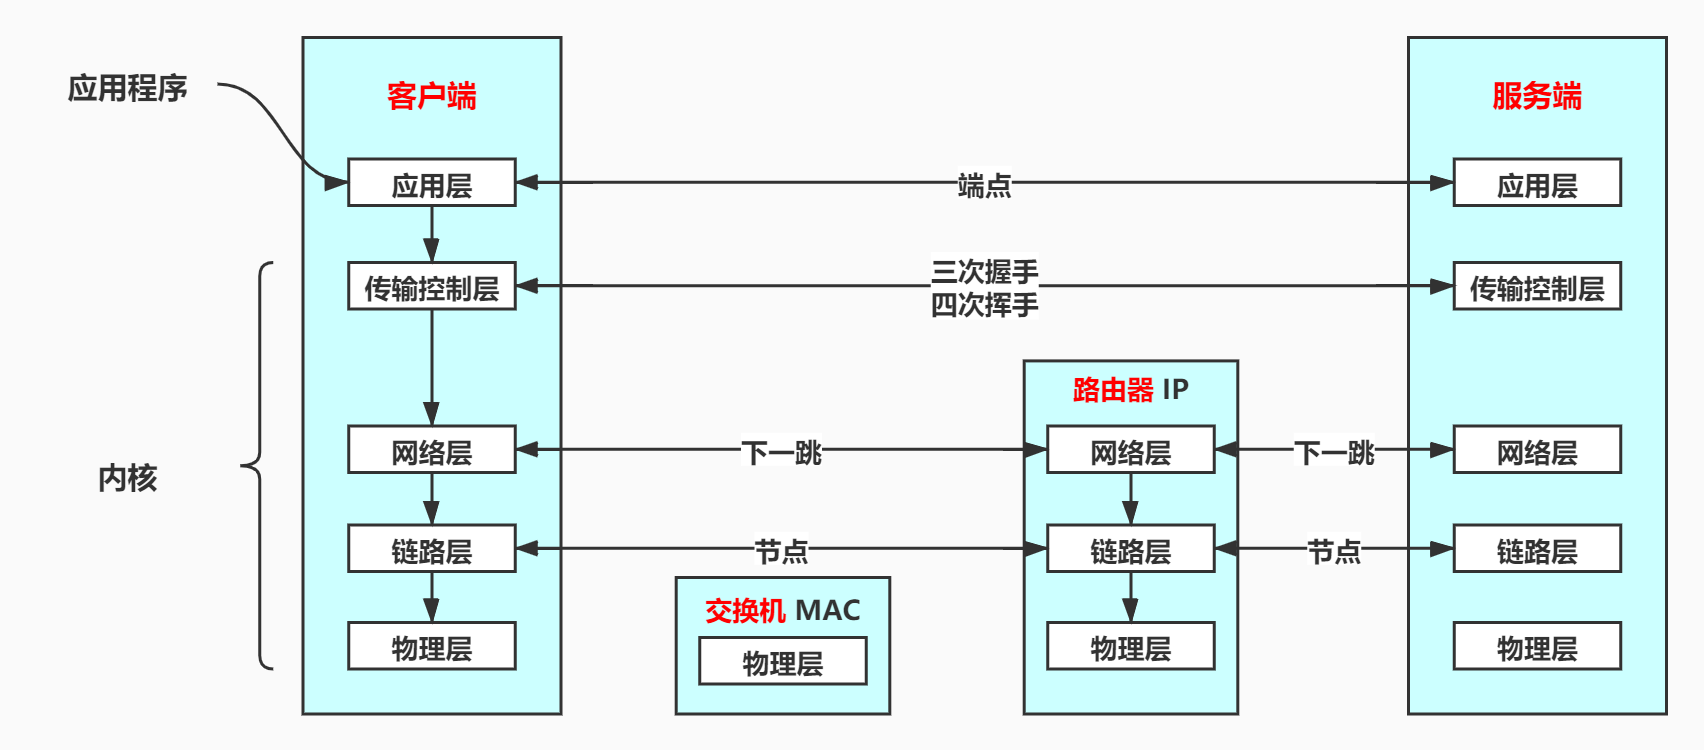 应用程序
客户端
服务端
应用层
端点
应用层
传输控制层
三次握手
四次挥手
传输控制层
路由器 IP
网络层
下一跳
网络层
下一跳
网络层
内核
链路层
节点
链路层
节点
链路层
交换机 MAC
物理层
物理层
物理层
物理层